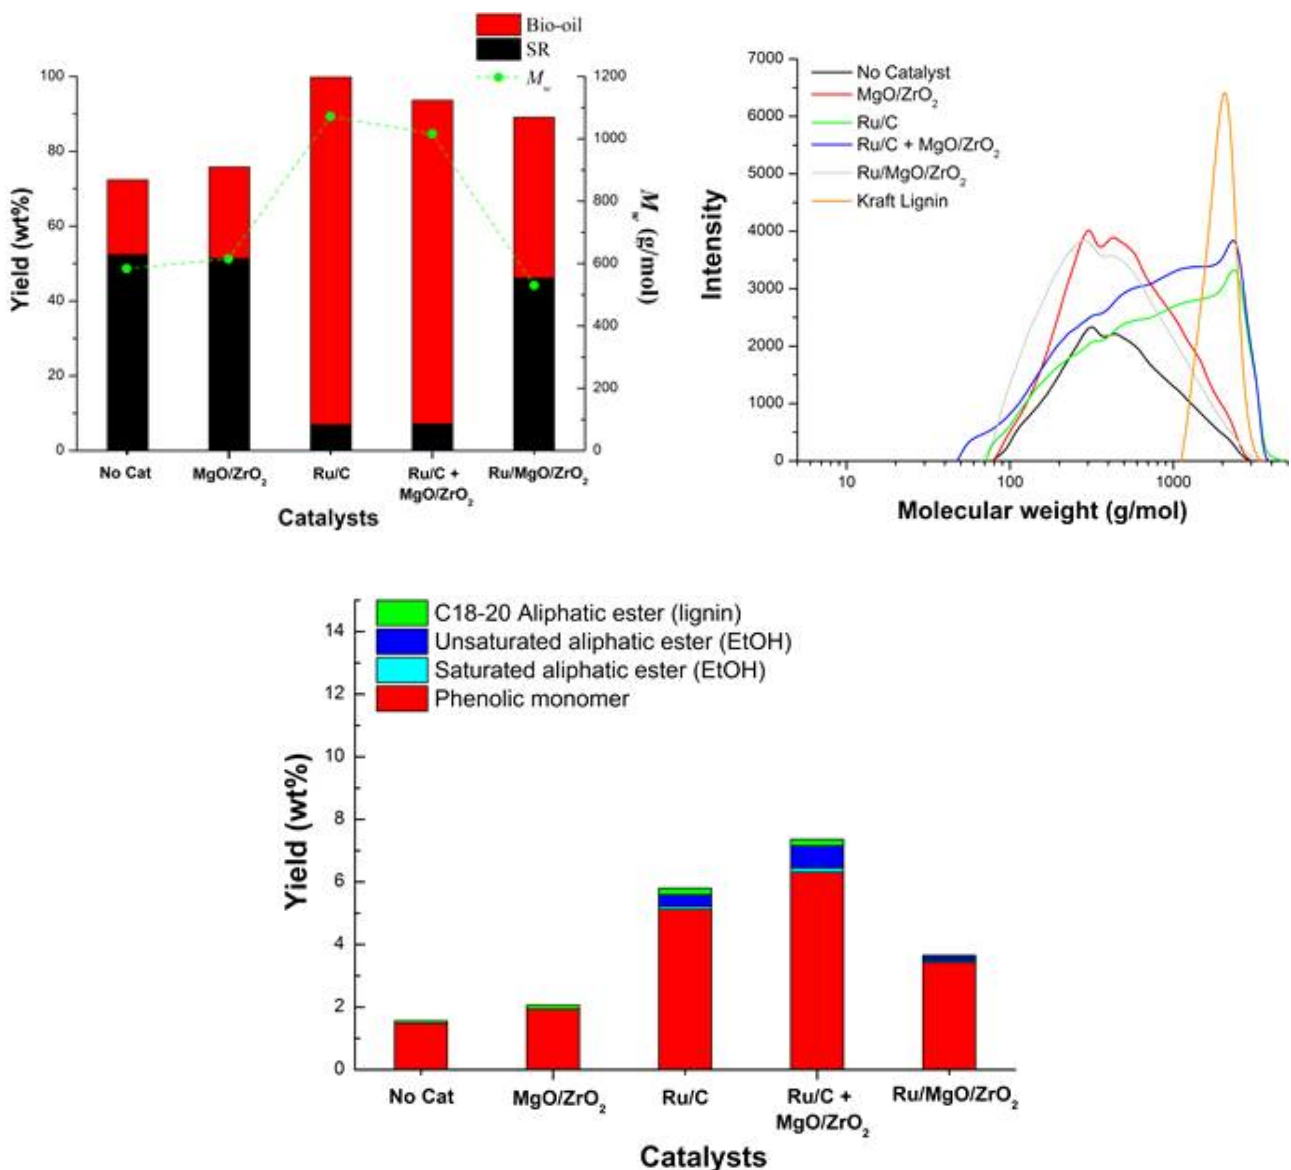 Bio-oil
SR
M_w
100
80
60
40
20
0
Yield (wt%)
1200
1000
800
600
400
200
0
M_w (g/mol)
No Cat
MgO/ZrO₂
Ru/C
Ru/C +
MgO/ZrO₂
Ru/MgO/ZrO₂
Catalysts
7000
6000
5000
4000
3000
2000
1000
0
Intensity
No Catalyst
MgO/ZrO₂
Ru/C
Ru/C + MgO/ZrO₂
Ru/MgO/ZrO₂
Kraft Lignin
10
100
1000
Molecular weight (g/mol)
C18-20 Aliphatic ester (lignin)
Unsaturated aliphatic ester (EtOH)
Saturated aliphatic ester (EtOH)
Phenolic monomer
14
12
10
8
6
4
2
0
Yield (wt%)
No Cat
MgO/ZrO₂
Ru/C
Ru/C +
MgO/ZrO₂
Ru/MgO/ZrO₂
Catalysts